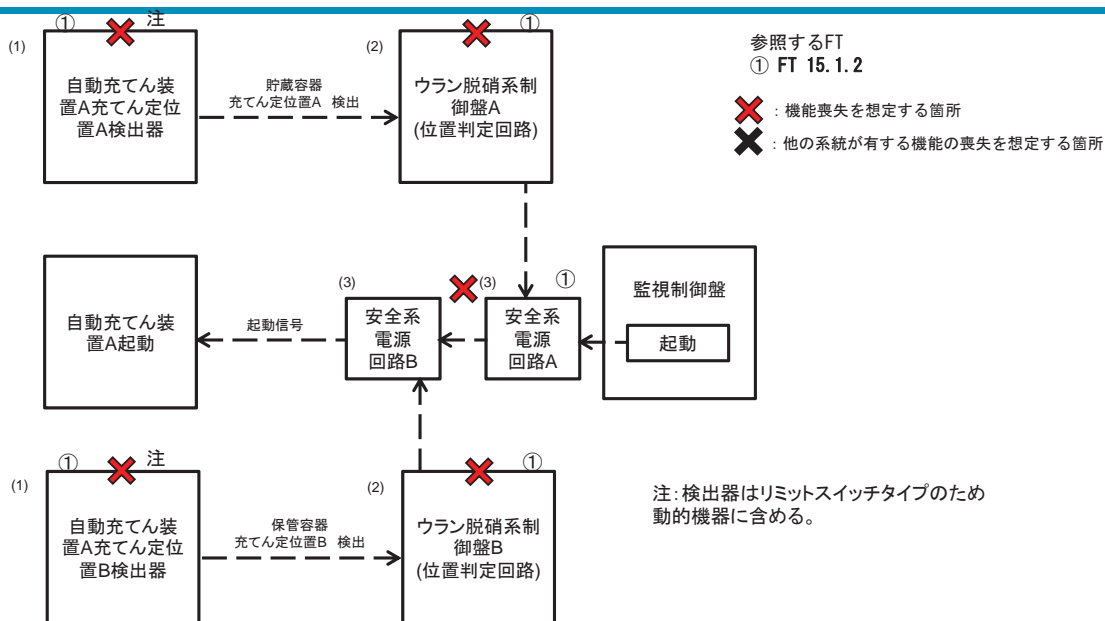 ① 注
(1)
自動充てん装
置A充てん定位
置A検出器
貯蔵容器
充てん定位置A 検出
①
(2)
ウラン脱硝系制
御盤A
(位置判定回路)
参照するFT
① FT 15.1.2
：機能喪失を想定する箇所
：他の系統が有する機能の喪失を想定する箇所
自動充てん装
置A起動
起動信号
(3)
安全系
電源
回路B
(3)
①
安全系
電源
回路A
監視制御盤
起動
① 注
(1)
自動充てん装
置A充てん定位
置B検出器
保管容器
充てん定位置B 検出
①
(2)
ウラン脱硝系制
御盤B
(位置判定回路)
注：検出器はリミットスイッチタイプのため
動的機器に含める。